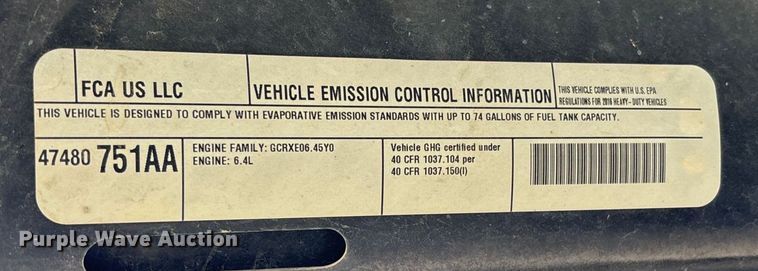 FCA US LLC
VEHICLE EMISSION CONTROL INFORMATION
THIS VEHICLE COMPLIES WITH U.S. EPA
REGULATIONS FOR 2016 HEAVY-DUTY VEHICLES
THIS VEHICLE IS DESIGNED TO COMPLY WITH EVAPORATIVE EMISSION STANDARDS WITH UP TO 74 GALLONS OF FUEL TANK CAPACITY.
47480 751AA
ENGINE FAMILY: GCRXE06.45Y0
ENGINE: 6.4L
Vehicle GHG certified under
40 CFR 1037.104 per
40 CFR 1037.150(l)
Purple Wave Auction